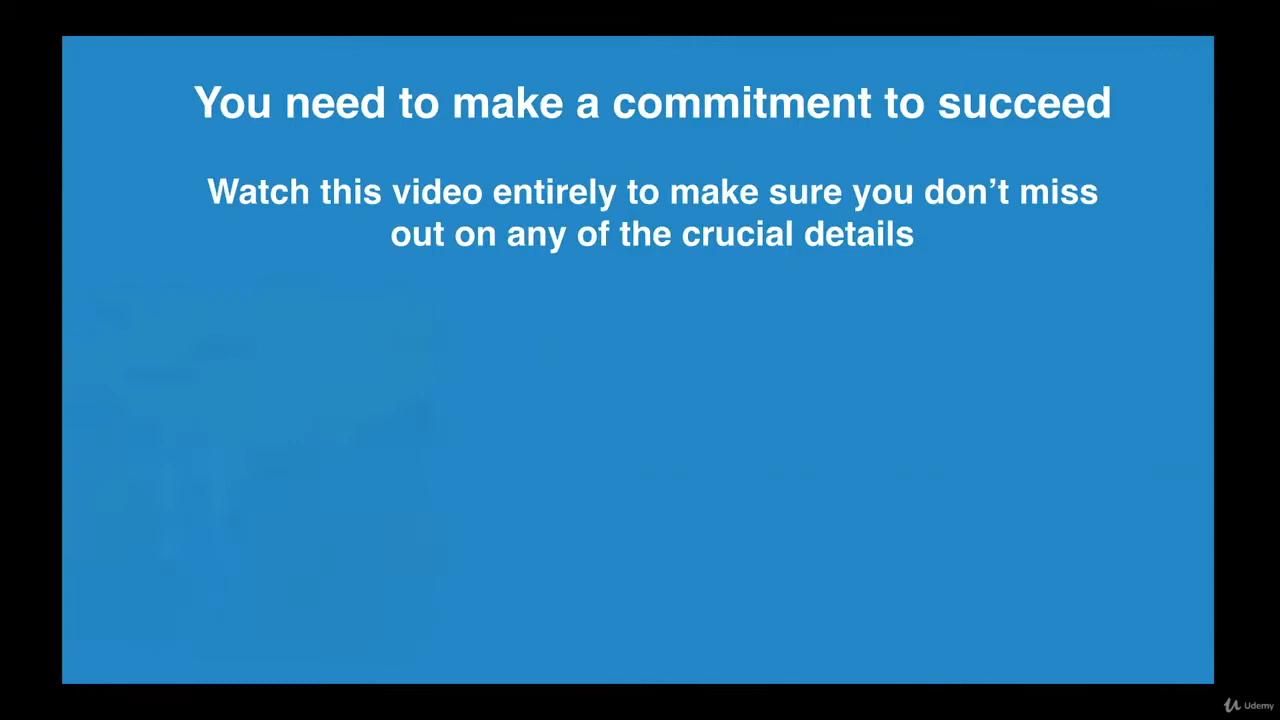 You need to make a commitment to succeed
Watch this video entirely to make sure you don’t miss
out on any of the crucial details
Udemy